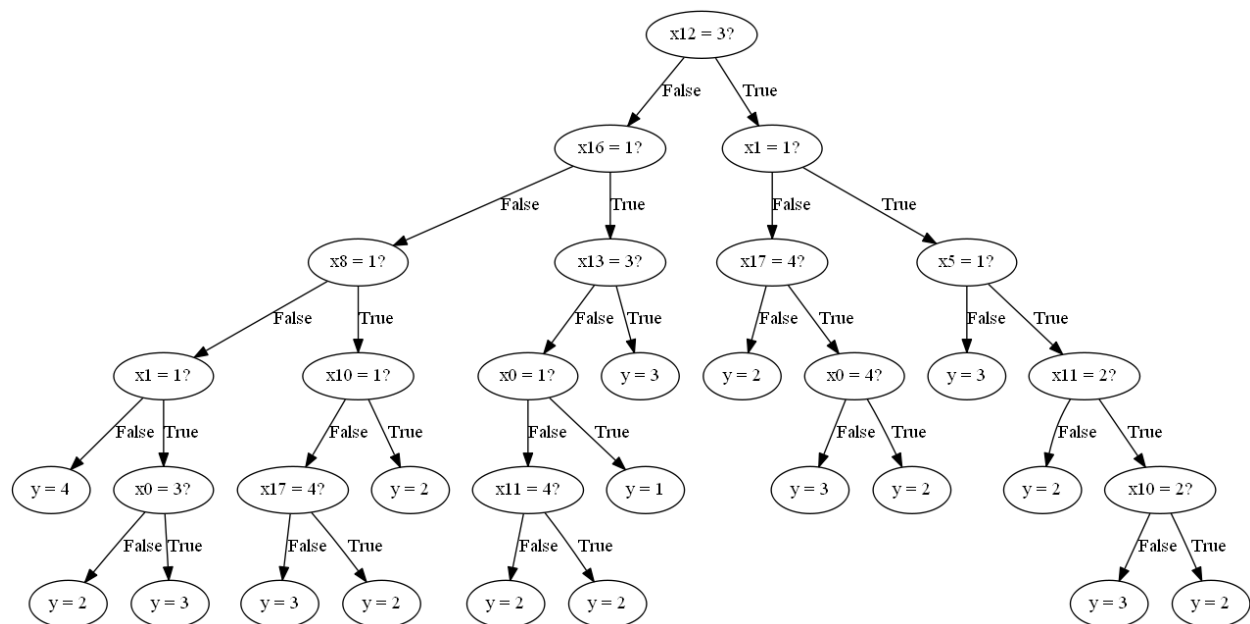 x12 = 3?
False
True
x16 = 1?
x1 = 1?
False
True
False
True
x8 = 1?
x13 = 3?
x17 = 4?
x5 = 1?
False
True
False
True
False
True
False
True
x1 = 1?
x10 = 1?
x0 = 1?
y = 3
y = 2
x0 = 4?
y = 3
x11 = 2?
False
True
False
True
False
True
False
True
False
True
y = 4
x0 = 3?
x17 = 4?
y = 2
x11 = 4?
y = 1
y = 3
y = 2
y = 2
x10 = 2?
False
True
False
True
False
True
False
True
y = 2
y = 3
y = 3
y = 2
y = 2
y = 2
y = 3
y = 2